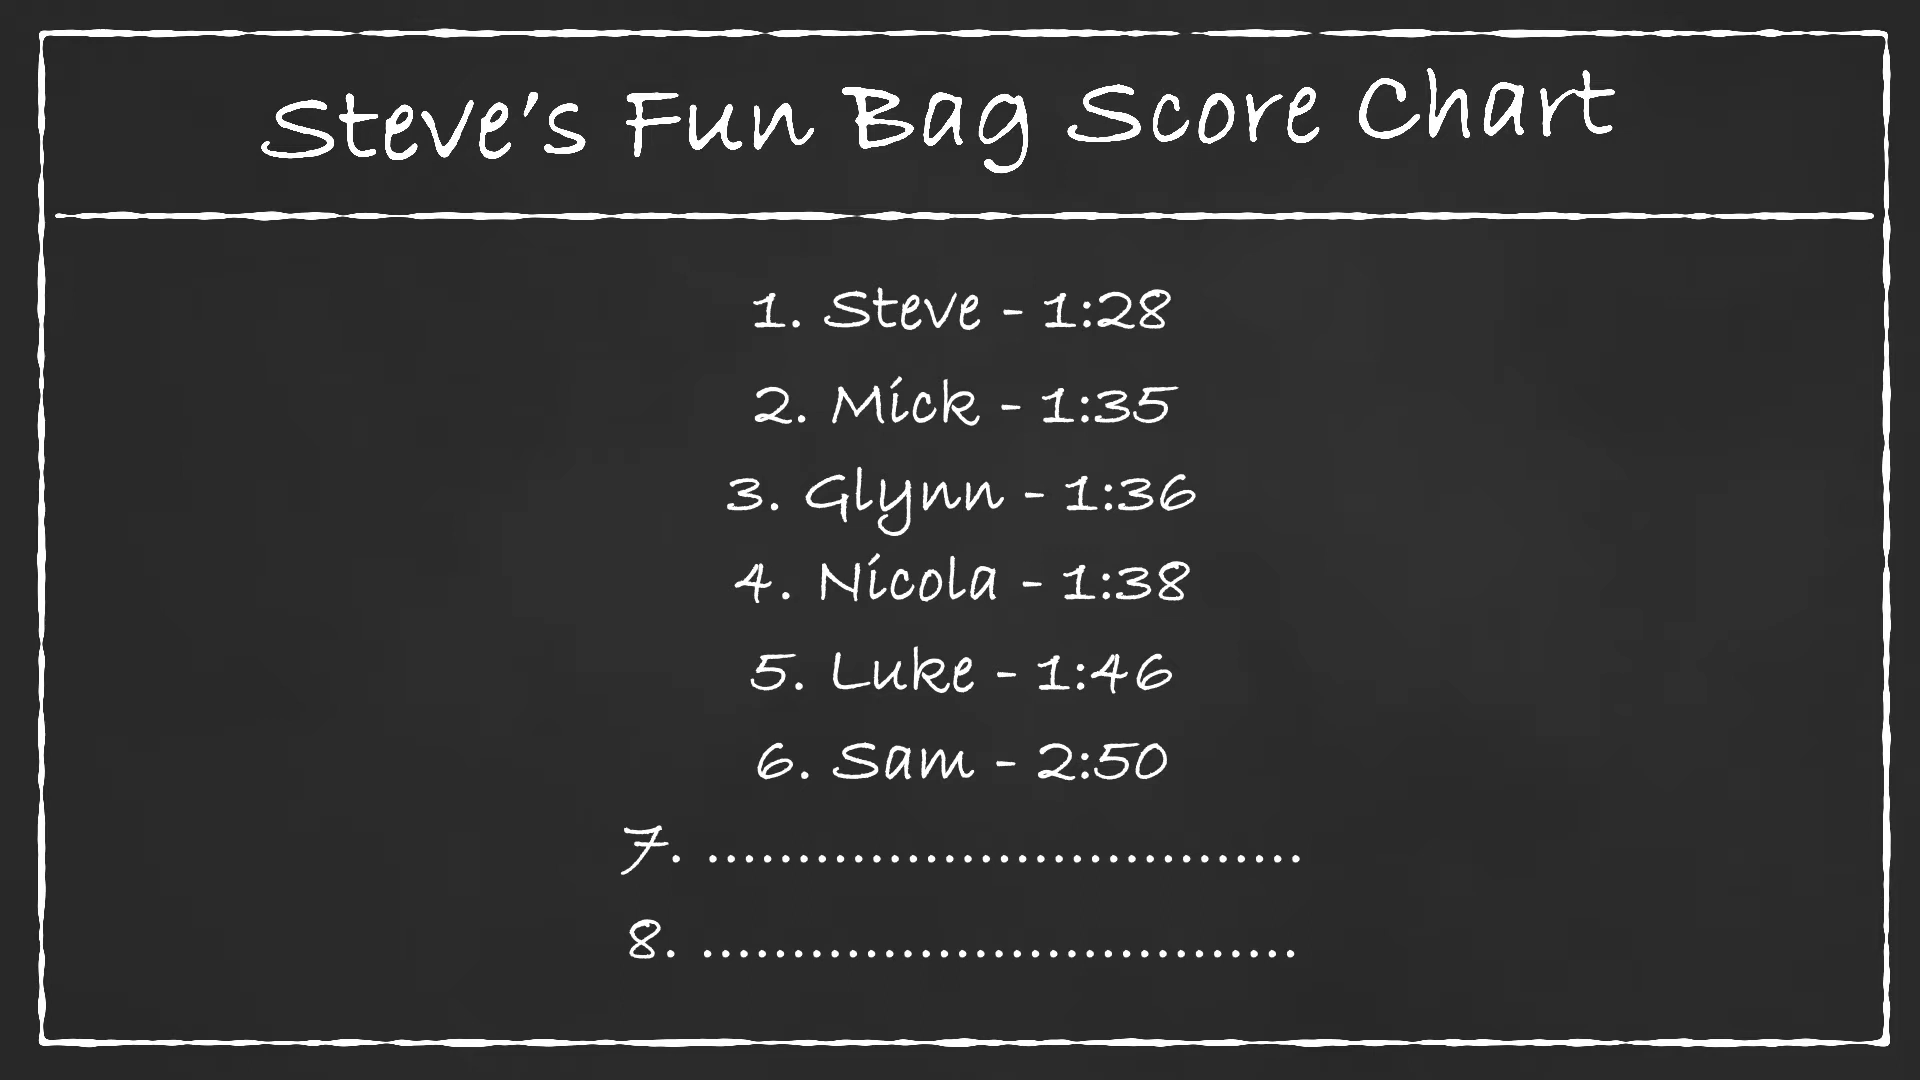 Steve's Fun Bag Score Chart
1. Steve - 1:28
2. Mick - 1:35
3. Glynn - 1:36
4. Nicola - 1:38
5. Luke - 1:46
6. Sam - 2:50
7. .................................
8. .................................